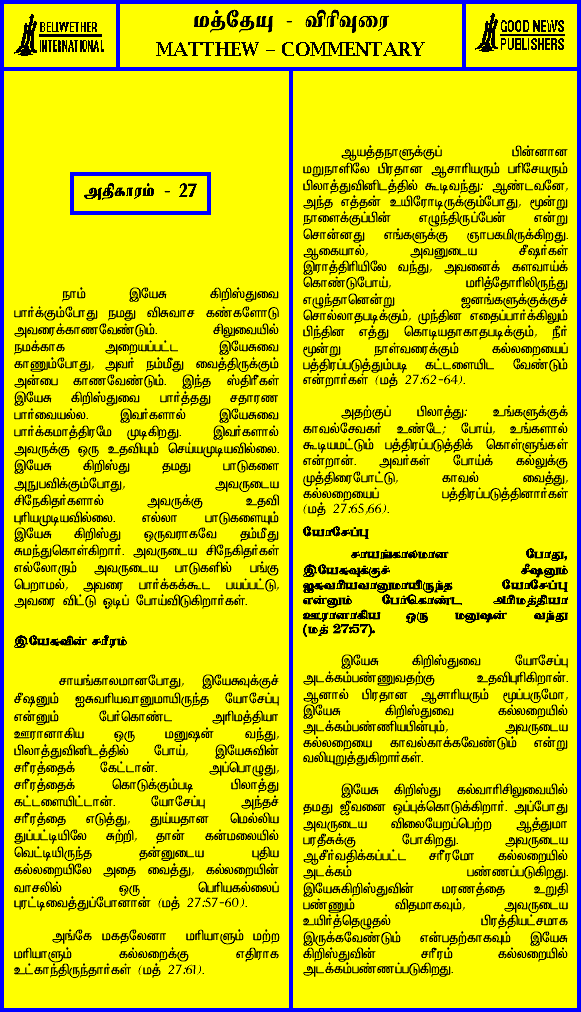 BELLWETHER
INTERNATIONAL
மத்தேயு - விரிவுரை
MATTHEW – COMMENTARY
GOOD NEWS
PUBLISHERS
அதிகாரம் - 27
நாம் இயேசு கிறிஸ்துவை
பார்க்கும்போது நமது விசுவாச கண்களோடு
அவரைக்காணவேண்டும். சிலுவையில்
நமக்காக அறையப்பட்ட இயேசுவை
காணும்போது, அவர் நம்மீது வைத்திருக்கும்
அன்பை காணவேண்டும். இந்த ஸ்திரீகள்
இயேசு கிறிஸ்துவை பார்த்தது சதாரண
பார்வையல்ல. இவர்களால் இயேசுவை
பார்க்கமாத்திரமே முடிகிறது. இவர்களால்
அவருக்கு ஒரு உதவியும் செய்யமுடியவில்லை.
இயேசு கிறிஸ்து தமது பாடுகளை
அநுபவிக்கும்போது, அவருடைய
சிநேகிதர்களால் அவருக்கு உதவி
புரியமுடியவில்லை. எல்லா பாடுகளையும்
இயேசு கிறிஸ்து ஒருவராகவே தம்மீது
சுமந்துகொள்கிறார். அவருடைய சிநேகிதர்கள்
எல்லோரும் அவருடைய பாடுகளில் பங்கு
பெறாமல், அவரை பார்க்கக்கூட பயப்பட்டு,
அவரை விட்டு ஓடிப் போய்விடுகிறார்கள்.
இயேசுவின் சரீரம்
சாயங்காலமானபோது, இயேசுவுக்குச்
சீஷனும் ஐசுவரியவானுமாயிருந்த யோசேப்பு
என்னும் பேர்கொண்ட அரிமத்தியா
ஊரானாகிய ஒரு மனுஷன் வந்து,
பிலாத்துவினிடத்தில் போய், இயேசுவின்
சரீரத்தைக் கேட்டான். அப்பொழுது,
சரீரத்தைக் கொடுக்கும்படி பிலாத்து
கட்டளையிட்டான். யோசேப்பு அந்தச்
சரீரத்தை எடுத்து, துய்யதான மெல்லிய
துப்பட்டியிலே சுற்றி, தான் கன்மலையில்
வெட்டியிருந்த தன்னுடைய புதிய
கல்லறையிலே அதை வைத்து, கல்லறையின்
வாசலில் ஒரு பெரியகல்லைப்
புரட்டிவைத்துப்போனான் (மத் 27:57-60).
அங்கே மகதலேனா மரியாளும் மற்ற
மரியாளும் கல்லறைக்கு எதிராக
உட்கார்ந்திருந்தார்கள் (மத் 27:61).
ஆயத்தநாளுக்குப் பின்னான
மறுநாளிலே பிரதான ஆசாரியரும் பரிசேயரும்
பிலாத்துவினிடத்தில் கூடிவந்து: ஆண்டவனே,
அந்த எத்தன் உயிரோடிருக்கும்போது, மூன்று
நாளைக்குப்பின் எழுந்திருப்பேன் என்று
சொன்னது எங்களுக்கு ஞாபகமிருக்கிறது.
ஆகையால், அவனுடைய சீஷர்கள்
இராத்திரியிலே வந்து, அவனைக் களவாய்க்
கொண்டுபோய், மரித்தோரிலிருந்து
எழுந்தானென்று ஜனங்களுக்குக்குச்
சொல்லாதபடிக்கும், முந்தின எதைப்பார்க்கிலும்
பிந்தின எத்து கொடியதாகாதபடிக்கும், நீர்
மூன்று நாள்வரைக்கும் கல்லறையைப்
பத்திரப்படுத்தும்படி கட்டளையிட வேண்டும்
என்றார்கள் (மத் 27:62-64).
அதற்குப் பிலாத்து: உங்களுக்குக்
காவல்சேவகர் உண்டே; போய், உங்களால்
கூடியமட்டும் பத்திரப்படுத்திக் கொள்ளுங்கள்
என்றான். அவர்கள் போய்க் கல்லுக்கு
முத்திரைபோட்டு, காவல் வைத்து,
கல்லறையைப் பத்திரப்படுத்தினார்கள்
(மத் 27:65,66).
யோசேப்பு
சாயங்காலமான போது,
இயேசுவுக்குச் சீஷனும்
ஐசுவரியவானுமாயிருந்த யோசேப்பு
என்னும் பேர்கொண்ட அரிமத்தியா
ஊரானாகிய ஒரு மனுஷன் வந்து
(மத் 27:57).
இயேசு கிறிஸ்துவை யோசேப்பு
அடக்கம்பண்ணுவதற்கு உதவிபுரிகிறான்.
ஆனால் பிரதான ஆசாரியரும் மூப்பருமோ,
இயேசு கிறிஸ்துவை கல்லறையில்
அடக்கம்பண்ணியபின்பும், அவருடைய
கல்லறையை காவல்காக்கவேண்டும் என்று
வலியுறுத்துகிறார்கள்.
இயேசு கிறிஸ்து கல்வாரிசிலுவையில்
தமது ஜீவனை ஒப்புக்கொடுக்கிறார். அப்போது
அவருடைய விலையேறப்பெற்ற ஆத்துமா
பரதீசுக்கு போகிறது. அவருடைய
ஆசீர்வதிக்கப்பட்ட சரீரமோ கல்லறையில்
அடக்கம் பண்ணப்படுகிறது.
இயேசுகிறிஸ்துவின் மரணத்தை உறுதி
பண்ணும் விதமாகவும், அவருடைய
உயிர்த்தெழுதல் பிரத்தியட்சமாக
இருக்கவேண்டும் என்பதற்காகவும் இயேசு
கிறிஸ்துவின் சரீரம் கல்லறையில்
அடக்கம்பண்ணப்படுகிறது.